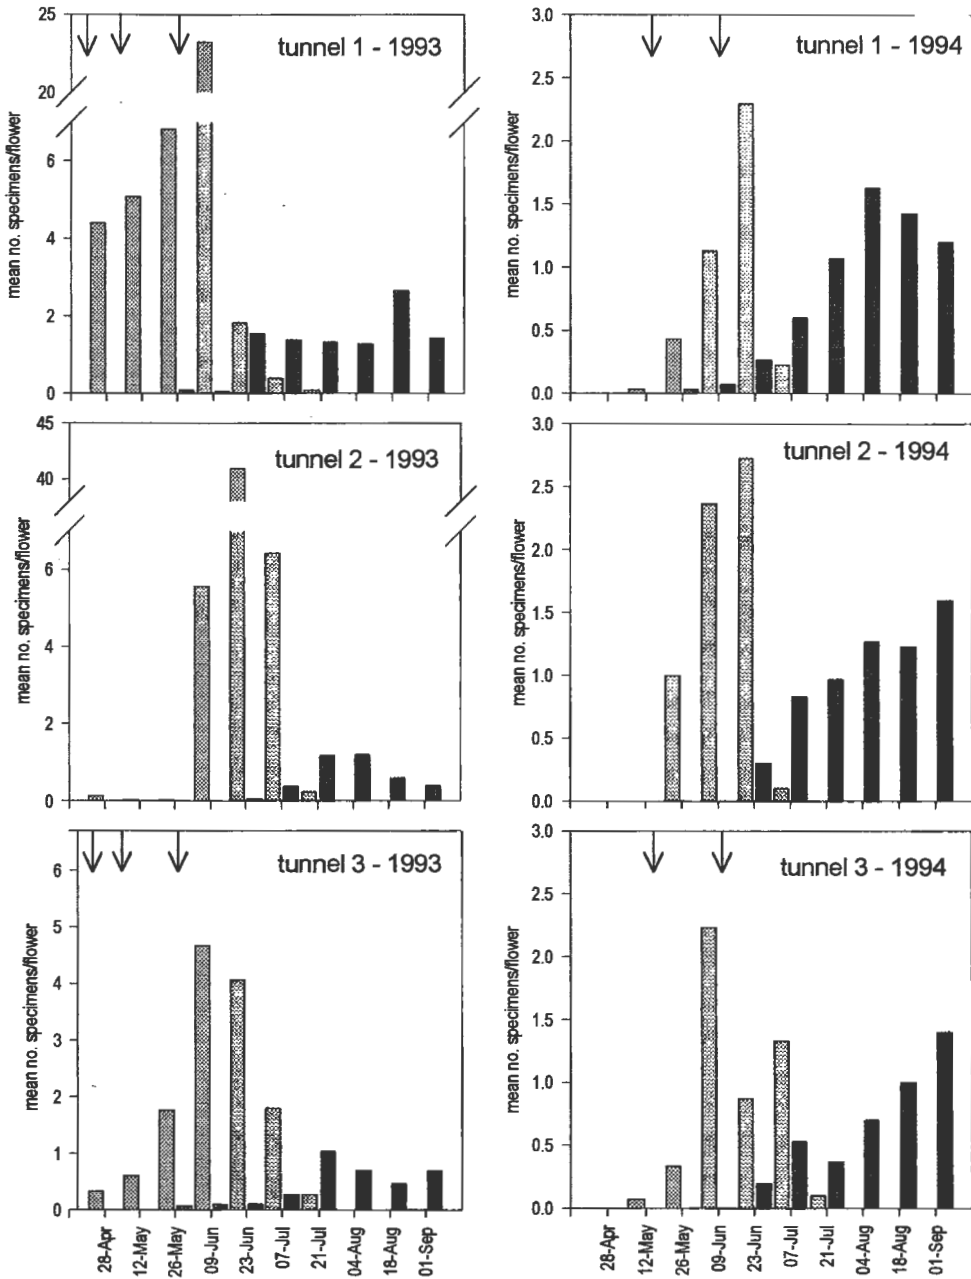 tunnel 1 - 1993
25
20
6
4
2
0
mean no. specimens/flower
tunnel 1 - 1994
3.0
2.5
2.0
1.5
1.0
0.5
0.0
mean no. specimens/flower
tunnel 2 - 1993
45
40
6
4
2
0
mean no. specimens/flower
tunnel 2 - 1994
3.0
2.5
2.0
1.5
1.0
0.5
0.0
mean no. specimens/flower
tunnel 3 - 1993
6
5
4
3
2
1
0
mean no. specimens/flower
28-Apr
12-May
26-May
09-Jun
23-Jun
07-Jul
21-Jul
04-Aug
18-Aug
01-Sep
tunnel 3 - 1994
3.0
2.5
2.0
1.5
1.0
0.5
0.0
mean no. specimens/flower
28-Apr
12-May
26-May
09-Jun
23-Jun
07-Jul
21-Jul
04-Aug
18-Aug
01-Sep